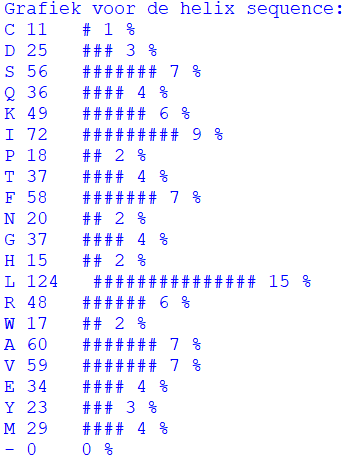 Grafiek voor de helix sequence:
C 11 # 1 %
D 25 ### 3 %
S 56 ####### 7 %
Q 36 #### 4 %
K 49 ###### 6 %
I 72 ######### 9 %
P 18 ## 2 %
T 37 #### 4 %
F 58 ####### 7 %
N 20 ## 2 %
G 37 #### 4 %
H 15 ## 2 %
L 124 ############### 15 %
R 48 ###### 6 %
W 17 ## 2 %
A 60 ####### 7 %
V 59 ####### 7 %
E 34 #### 4 %
Y 23 ### 3 %
M 29 #### 4 %
- 0 0 %